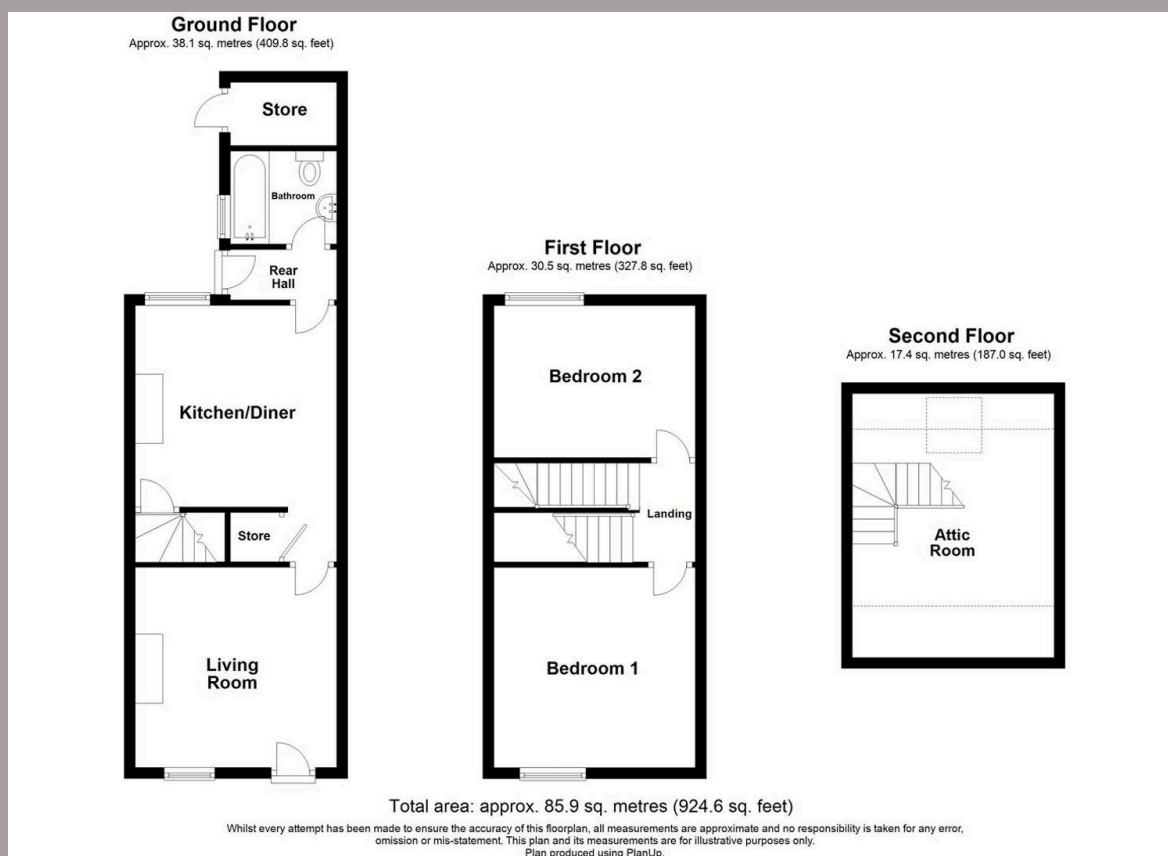 Ground Floor
Approx. 38.1 sq. metres (409.8 sq. feet)
Store
Bathroom
Rear
Hall
Kitchen/Diner
Store
Living
Room
First Floor
Approx. 30.5 sq. metres (327.8 sq. feet)
Bedroom 2
Landing
Bedroom 1
Second Floor
Approx. 17.4 sq. metres (187.0 sq. feet)
Attic
Room
Total area: approx. 85.9 sq. metres (924.6 sq. feet)
Whilst every attempt has been made to ensure the accuracy of this floorplan, all measurements are approximate and no responsibility is taken for any error,
omission or mis-statement. This plan and its measurements are for illustrative purposes only.
Plan produced using PlanUp.